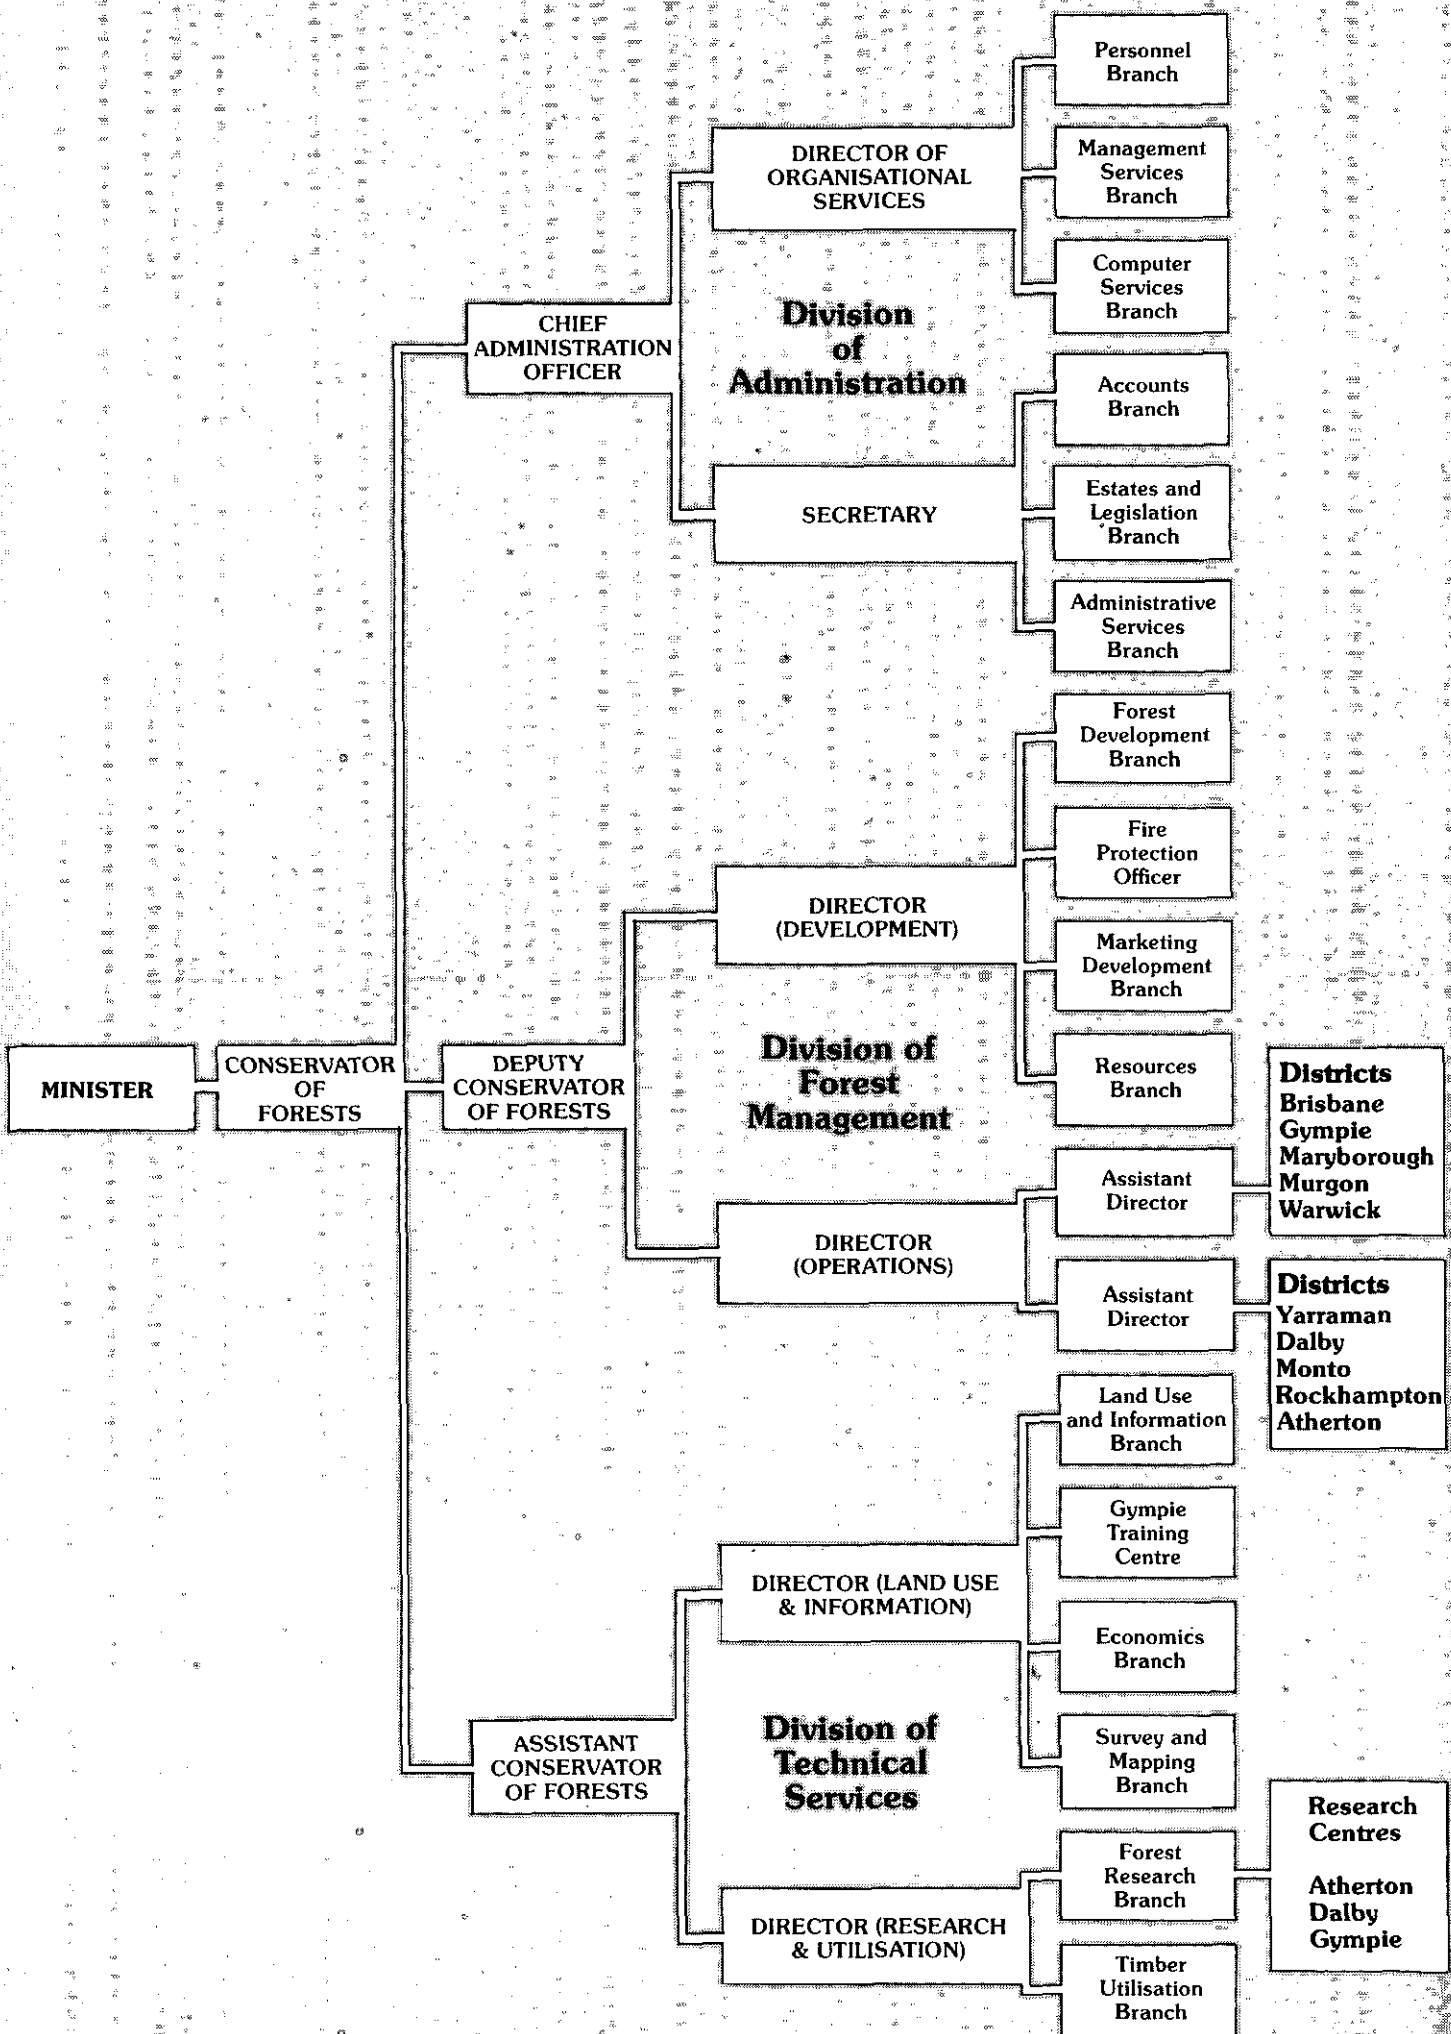 MINISTER
CONSERVATOR
OF
FORESTS
CHIEF
ADMINISTRATION
OFFICER
DIRECTOR OF
ORGANISATIONAL
SERVICES
Personnel
Branch
Management
Services
Branch
Computer
Services
Branch
Division
of
Administration
SECRETARY
Accounts
Branch
Estates and
Legislation
Branch
Administrative
Services
Branch
DEPUTY
CONSERVATOR
OF FORESTS
DIRECTOR
(DEVELOPMENT)
Forest
Development
Branch
Fire
Protection
Officer
Marketing
Development
Branch
Resources
Branch
Division of
Forest
Management
DIRECTOR
(OPERATIONS)
Assistant
Director
Districts
Brisbane
Gympie
Maryborough
Murgon
Warwick
Assistant
Director
Districts
Yarraman
Dalby
Monto
Rockhampton
Atherton
ASSISTANT
CONSERVATOR
OF FORESTS
DIRECTOR (LAND USE
& INFORMATION)
Land Use
and Information
Branch
Gympie
Training
Centre
Economics
Branch
Survey and
Mapping
Branch
Division of
Technical
Services
DIRECTOR (RESEARCH
& UTILISATION)
Forest
Research
Branch
Research
Centres
Atherton
Dalby
Gympie
Timber
Utilisation
Branch